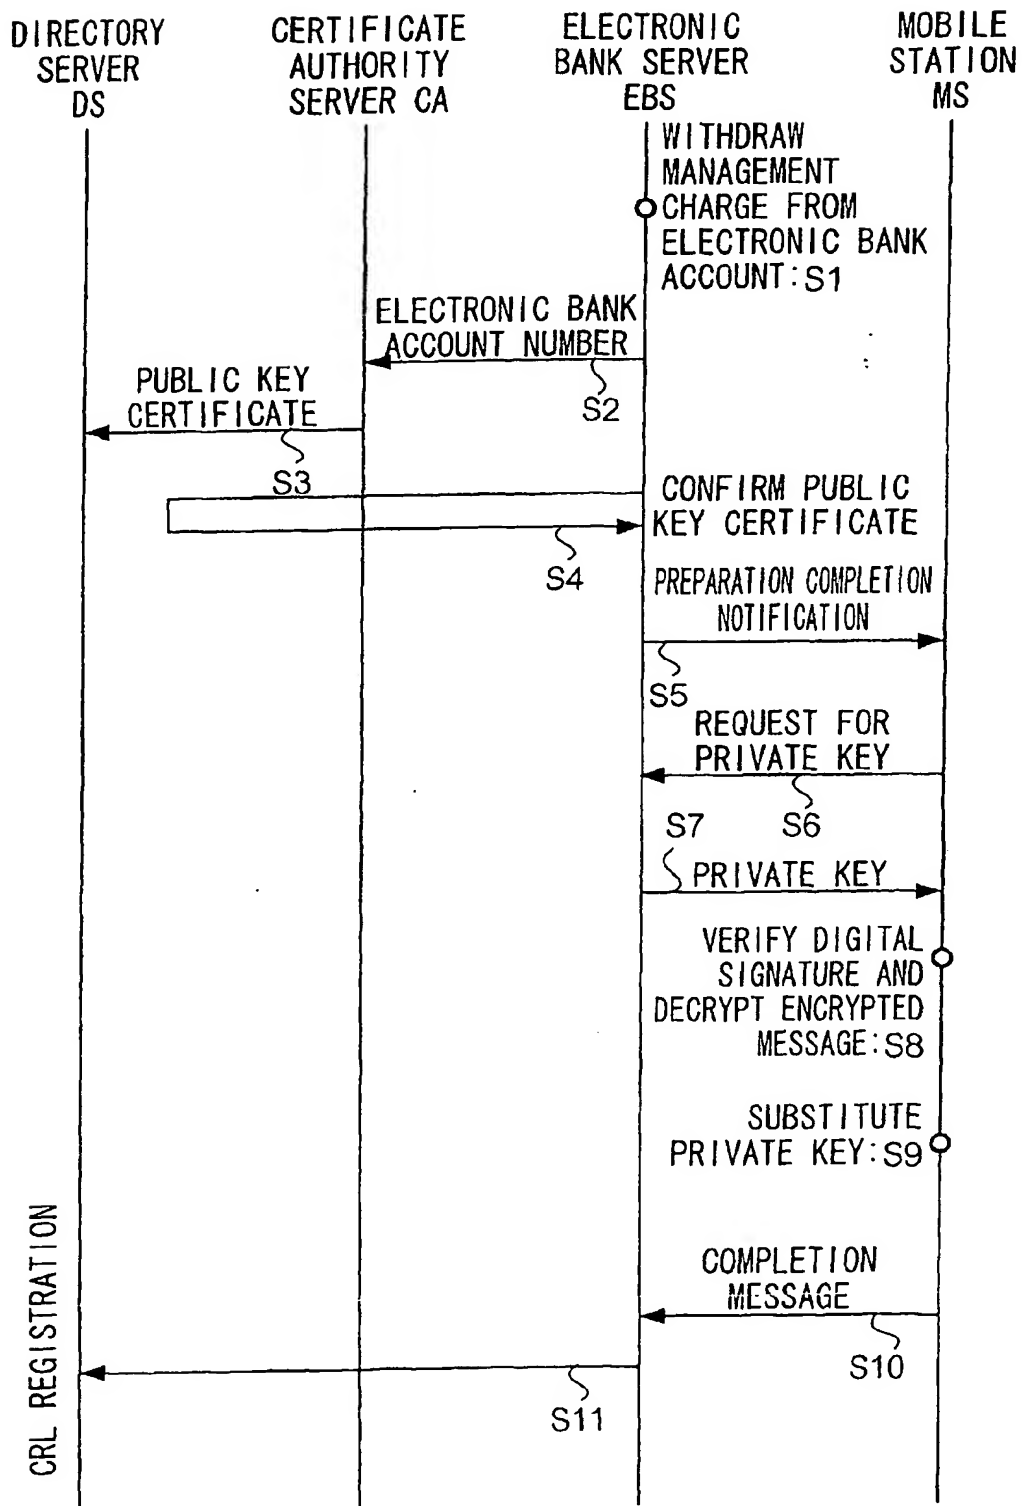 DIRECTORY
SERVER
DS
CERTIFICATE
AUTHORITY
SERVER CA
ELECTRONIC
BANK SERVER
EBS
MOBILE
STATION
MS
WITHDRAW
MANAGEMENT
CHARGE FROM
ELECTRONIC BANK
ACCOUNT:S1
ELECTRONIC BANK
ACCOUNT NUMBER
S2
PUBLIC KEY
CERTIFICATE
S3
CONFIRM PUBLIC
KEY CERTIFICATE
S4
PREPARATION COMPLETION
NOTIFICATION
S5
REQUEST FOR
PRIVATE KEY
S6
S7
PRIVATE KEY
VERIFY DIGITAL
SIGNATURE AND
DECRYPT ENCRYPTED
MESSAGE:S8
SUBSTITUTE
PRIVATE KEY:S9
COMPLETION
MESSAGE
S10
CRL REGISTRATION
S11